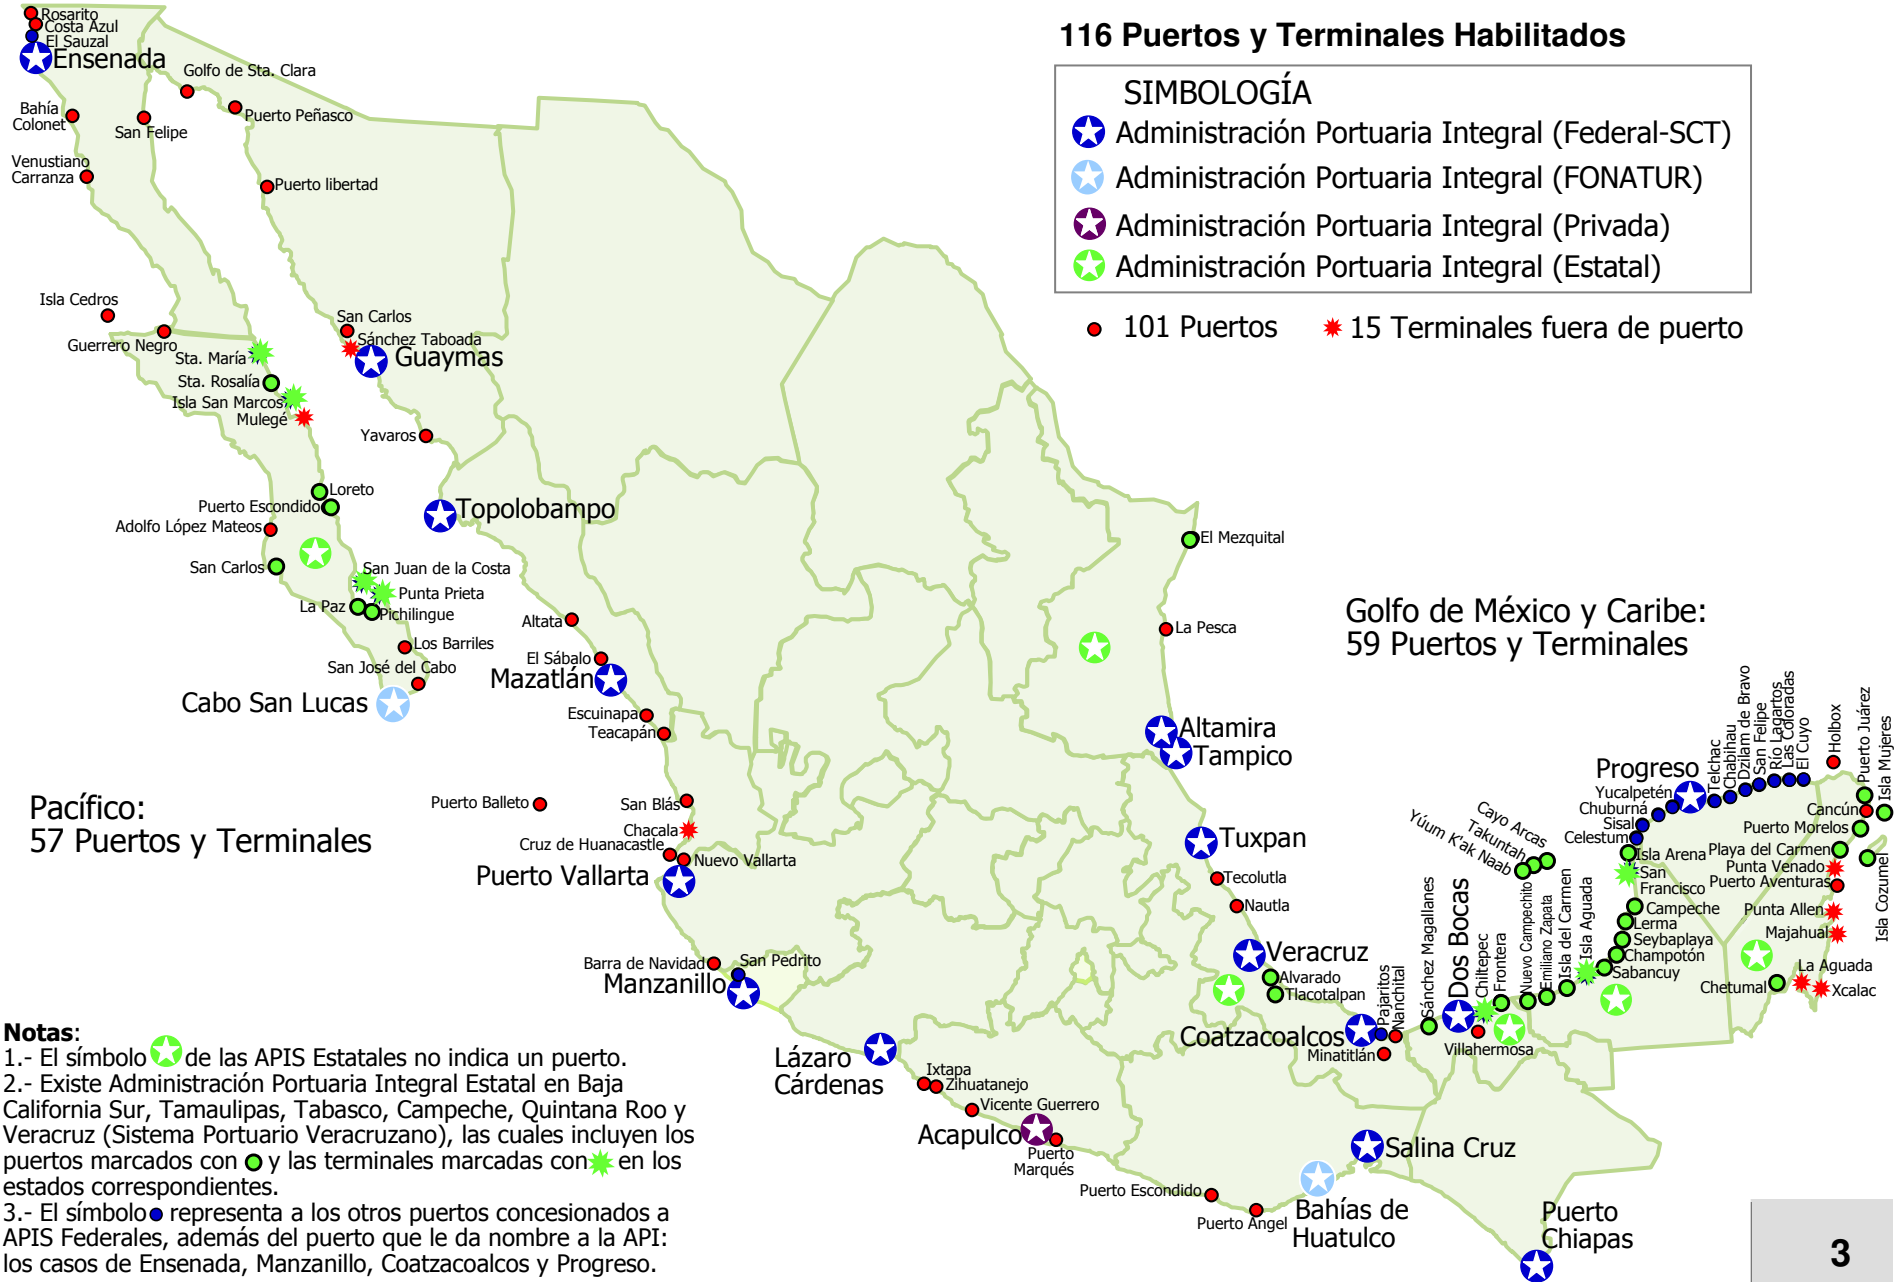 116 Puertos y Terminales Habilitados
SIMBOLOGÍA
Administración Portuaria Integral (Federal-SCT)
Administración Portuaria Integral (FONATUR)
Administración Portuaria Integral (Privada)
Administración Portuaria Integral (Estatal)
101 Puertos
15 Terminales fuera de puerto
Rosarito
Costa Azul
El Sauzal
Ensenada
Golfo de Sta. Clara
Bahía
Colonet
San Felipe
Puerto Peñasco
Venustiano
Carranza
Puerto libertad
Isla Cedros
Guerrero Negro
San Carlos
Sánchez Taboada
Guaymas
Sta. María
Sta. Rosalía
Isla San Marcos
Mulegé
Yavaros
Loreto
Puerto Escondido
Adolfo López Mateos
Topolobampo
San Carlos
San Juan de la Costa
Punta Prieta
La Paz
Pichilingue
Los Barriles
San José del Cabo
Cabo San Lucas
Altata
El Sábalo
Mazatlán
Escuinapa
Teacapán
Puerto Balleto
San Blás
Chacala
Cruz de Huanacastle
Nuevo Vallarta
Puerto Vallarta
Pacífico:
57 Puertos y Terminales
Barra de Navidad
San Pedrito
Manzanillo
Lázaro
Cárdenas
Ixtapa
Zihuatanejo
Vicente Guerrero
Acapulco
Puerto
Marqués
Puerto Escondido
Puerto Angel
Bahías de
Huatulco
Salina Cruz
Puerto
Chiapas
El Mezquital
La Pesca
Golfo de México y Caribe:
59 Puertos y Terminales
Altamira
Tampico
Tuxpan
Tecolutla
Nautla
Veracruz
Alvarado
Tlacotalpan
Coatzacoalcos
Pajaritos
Nanchital
Minatitlán
Sánchez Magallanes
Dos Bocas
Chiltepec
Villahermosa
Frontera
Nuevo Campechito
Emiliano Zapata
Isla del Carmen
Isla Aguada
Cayo Arcas
Takuntah
Yúum K'ak Naab
Sabancuy
Champotón
Seybaplaya
Lerma
Campeche
San
Francisco
Isla Arena
Celestum
Sisal
Chuburná
Yucalpetén
Progreso
Telchac
Chabihau
Dzilam de Bravo
San Felipe
Río Lagartos
Las Coloradas
El Cuyo
Holbox
Puerto Juárez
Isla Mujeres
Cancún
Puerto Morelos
Playa del Carmen
Punta Venado
Puerto Aventuras
Isla Cozumel
Punta Allen
Majahual
La Aguada
Xcalac
Chetumal
Notas:
1.- El símbolo de las APIS Estatales no indica un puerto.
2.- Existe Administración Portuaria Integral Estatal en Baja
California Sur, Tamaulipas, Tabasco, Campeche, Quintana Roo y
Veracruz (Sistema Portuario Veracruzano), las cuales incluyen los
puertos marcados con y las terminales marcadas con en los
estados correspondientes.
3.- El símbolo representa a los otros puertos concesionados a
APIS Federales, además del puerto que le da nombre a la API:
los casos de Ensenada, Manzanillo, Coatzacoalcos y Progreso.
3